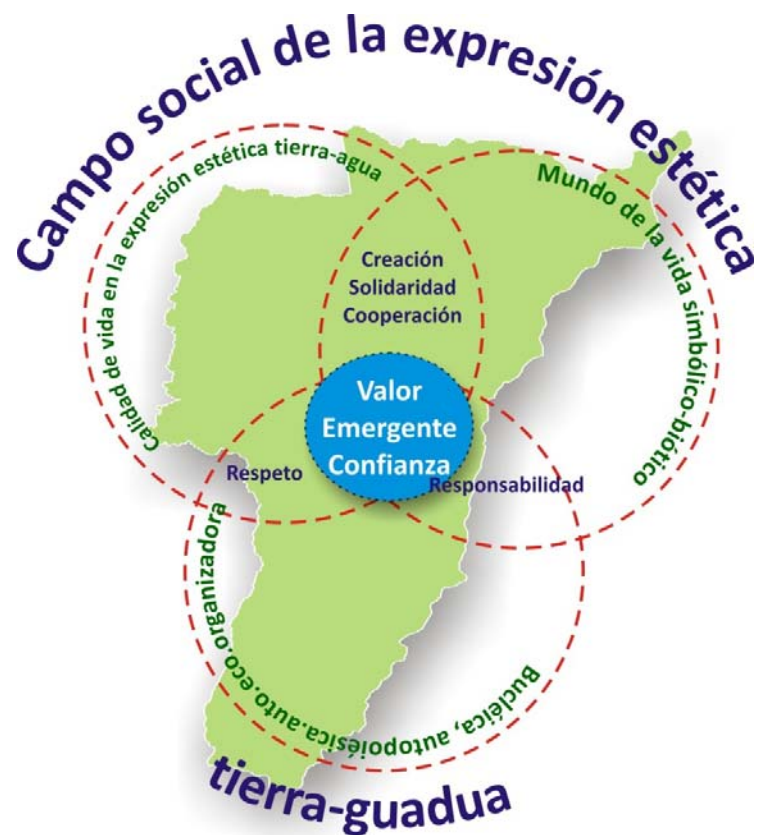 Campo social de la expresión estética
Calidad de vida en la expresión estética tierra-agua
Mundo de la vida simbólico-biótico
Creación
Solidaridad
Cooperación
Valor
Emergente
Confianza
Respeto
Responsabilidad
Bucléica, autopoiésica.auto.eco.organizadora
tierra-guadua